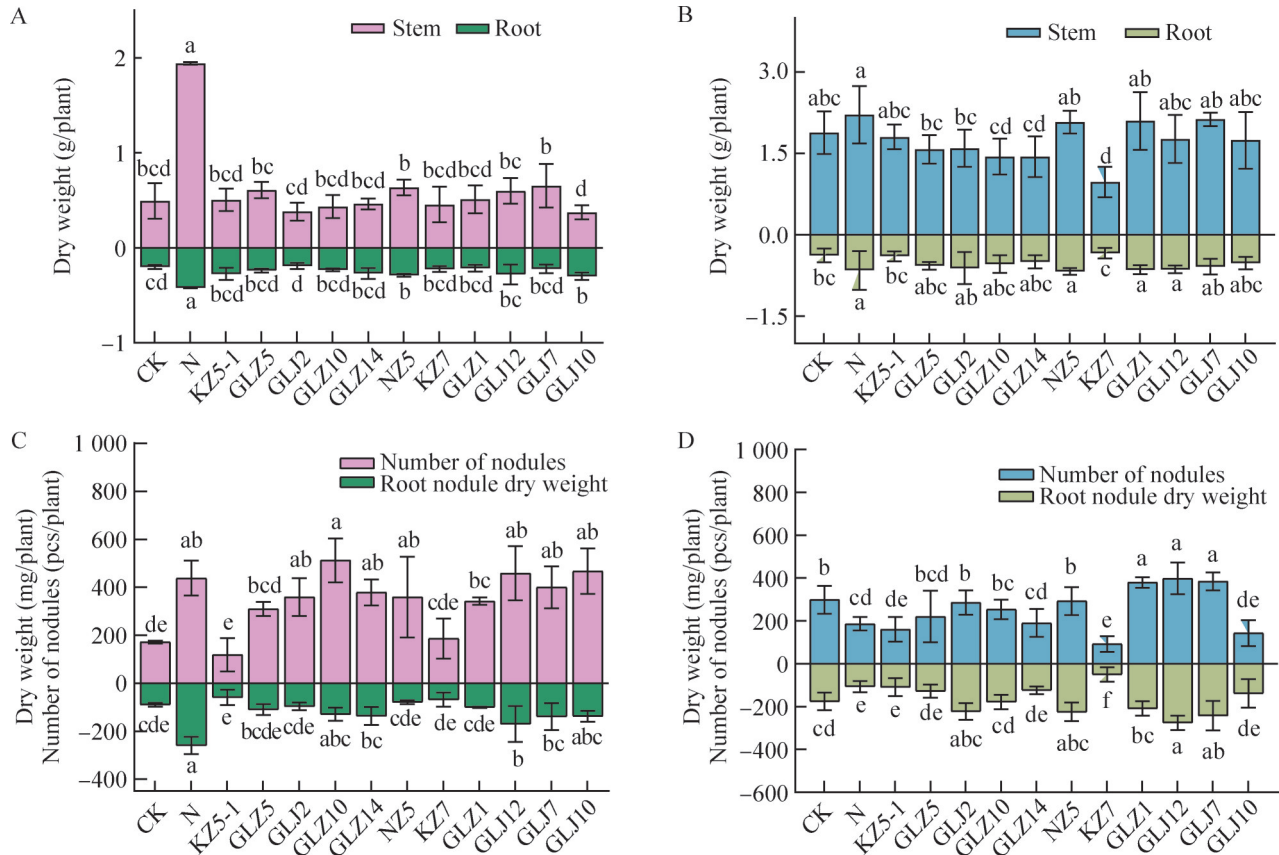 A
Stem Root
Dry weight (g/plant)
2
1
0
−1
bcd a bcd bc cd bcd bcd b bcd bcd bc b d
cd a bcd bcd d bcd bcd b bcd bcd bc bcd b
CK N KZ5-1 GLZ5 GLJ2 GLZ10 GLZ14 NZ5 KZ7 GLZ1 GLJ12 GLJ7 GLJ10
B
Stem Root
Dry weight (g/plant)
3.0
1.5
0.0
−1.5
abc a abc bc bc cd cd ab d a abc ab abc
bc a bc abc abc abc abc a c a a ab abc
CK N KZ5-1 GLZ5 GLJ2 GLZ10 GLZ14 NZ5 KZ7 GLZ1 GLJ12 GLJ7 GLJ10
C
Number of nodules
Root nodule dry weight
Dry weight (mg/plant)
Number of nodules (pcs/plant)
1 000
800
600
400
200
0
−200
−400
de ab e bcd ab a ab ab cde bc ab ab ab
cde a e bcde cde abc bc cde de cde b bcd abc
CK N KZ5-1 GLZ5 GLJ2 GLZ10 GLZ14 NZ5 KZ7 GLZ1 GLJ12 GLJ7 GLJ10
D
Number of nodules
Root nodule dry weight
Dry weight (mg/plant)
Number of nodules (pcs/plant)
1 000
800
600
400
200
0
−200
−400
−600
b cd de bcd b bc cd b e a a a de
cd e e de abc cd de abc f bc a ab de
CK N KZ5-1 GLZ5 GLJ2 GLZ10 GLZ14 NZ5 KZ7 GLZ1 GLJ12 GLJ7 GLJ10